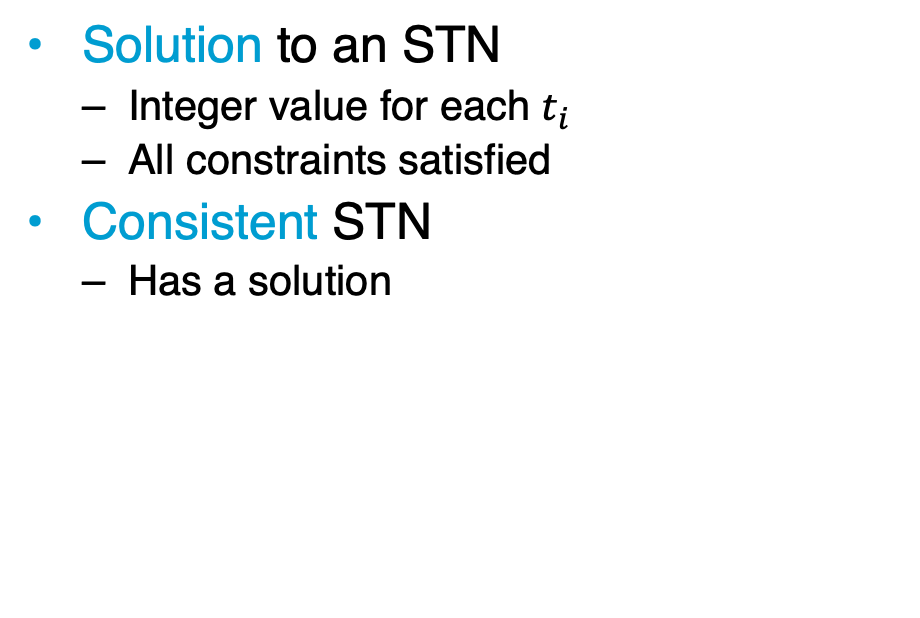 • Solution to an STN
– Integer value for each tᵢ
– All constraints satisfied
• Consistent STN
– Has a solution